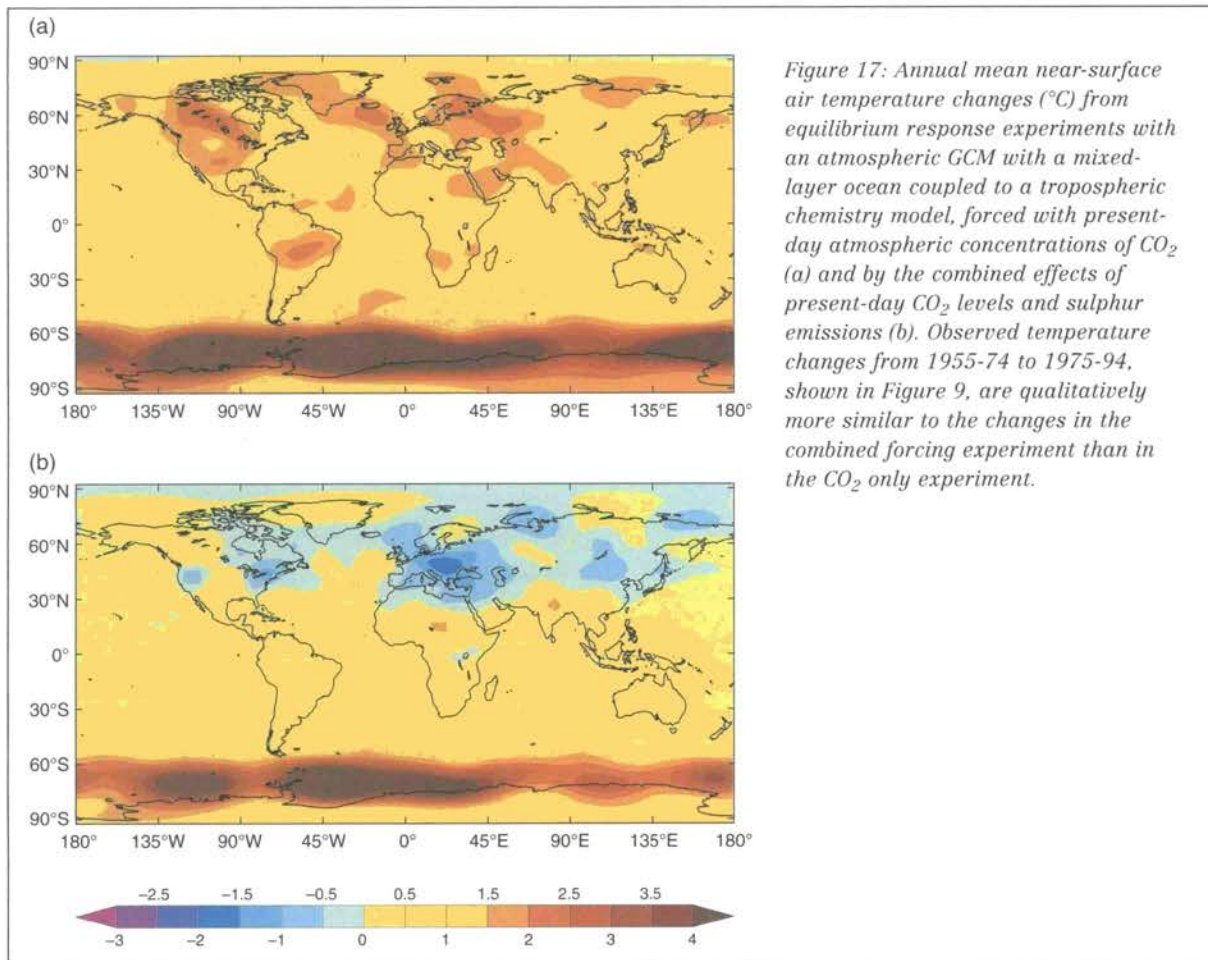 (a)
90°N
60°N
30°N
0°
30°S
60°S
90°S
180° 135°W 90°W 45°W 0° 45°E 90°E 135°E 180°
(b)
90°N
60°N
30°N
0°
30°S
60°S
90°S
180° 135°W 90°W 45°W 0° 45°E 90°E 135°E 180°
−2.5 −1.5 −0.5 0.5 1.5 2.5 3.5
−3 −2 −1 0 1 2 3 4
Figure 17: Annual mean near-surface
air temperature changes (°C) from
equilibrium response experiments with
an atmospheric GCM with a mixed-
layer ocean coupled to a tropospheric
chemistry model, forced with present-
day atmospheric concentrations of CO₂
(a) and by the combined effects of
present-day CO₂ levels and sulphur
emissions (b). Observed temperature
changes from 1955-74 to 1975-94,
shown in Figure 9, are qualitatively
more similar to the changes in the
combined forcing experiment than in
the CO₂ only experiment.